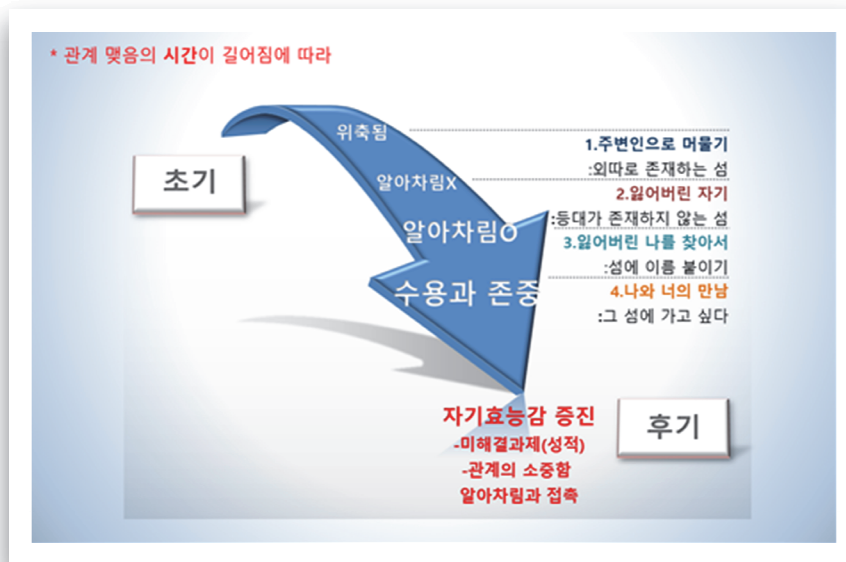 * 관계 맺음의 시간이 길어짐에 따라
초기
위축됨
알아차림X
알아차림O
수용과 존중
1.주변인으로 머물기
:외따로 존재하는 섬
2.잃어버린 자기
:등대가 존재하지 않는 섬
3.잃어버린 나를 찾아서
:섬에 이름 붙이기
4.나와 너의 만남
:그 섬에 가고 싶다
자기효능감 증진
-미해결과제(성적)
-관계의 소중함
알아차림과 접촉
후기